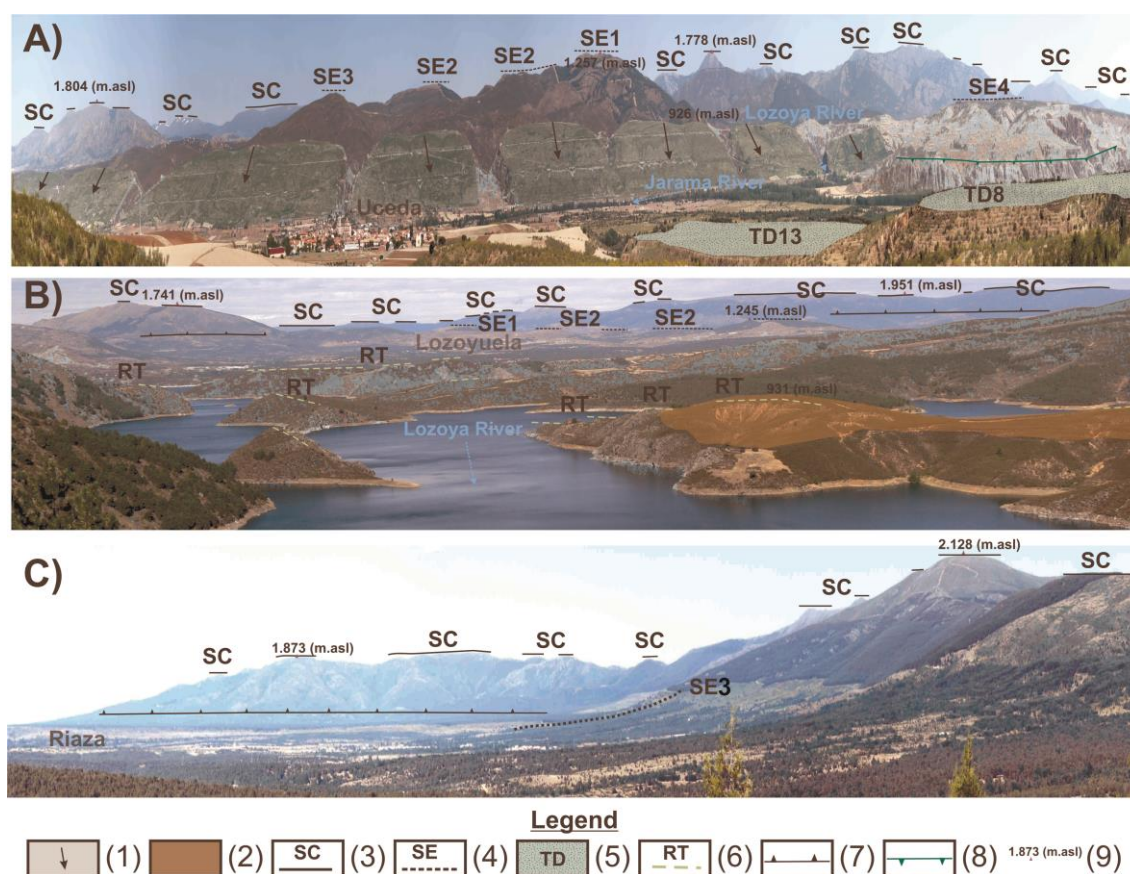 A)
SC
1.804 (m.asl)
SC
SC
SE3
SE2
SE2
SE1
1.257 (m.asl)
SC
1.778 (m.asl)
SC
SC
SC
SC
SC
SE4
926 (m.asl)
Lozoya River
Jarama River
Uceda
TD8
TD13
B)
SC
1.741 (m.asl)
SC
SC
SC
SC
SC
SC
1.951 (m.asl)
SC
SE1
SE2
SE2
1.245 (m.asl)
Lozoyuela
RT
RT
RT
RT
RT
RT
931 (m.asl)
Lozoya River
C)
2.128 (m.asl)
SC
SC
SC
1.873 (m.asl)
SC
SC
SC
SE3
Riaza
Legend
(1) (2) SC (3) SE (4) TD (5) RT (6) (7) (8) 1.873 (m.asl) (9)